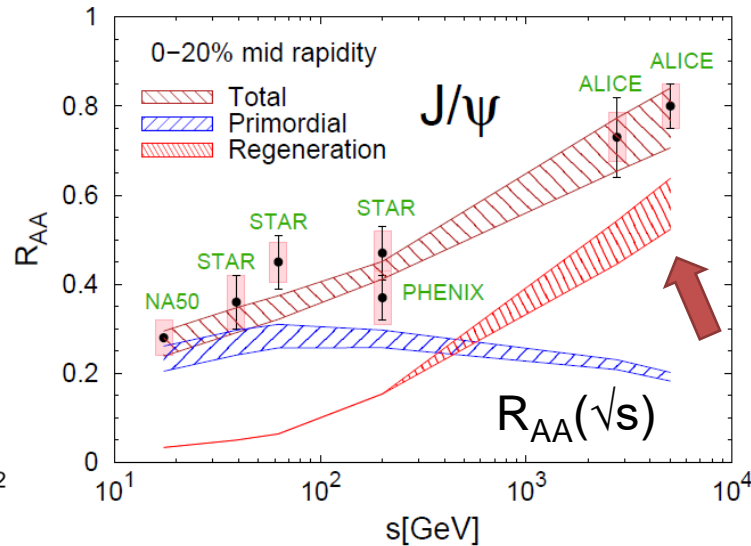 1
0.8
0.6
0.4
0.2
0
R_AA
0−20% mid rapidity
Total
Primordial
Regeneration
J/ψ
ALICE
ALICE
STAR
STAR
STAR
NA50
PHENIX
R_AA(√s)
10^1
10^2
10^3
10^4
s[GeV]
2